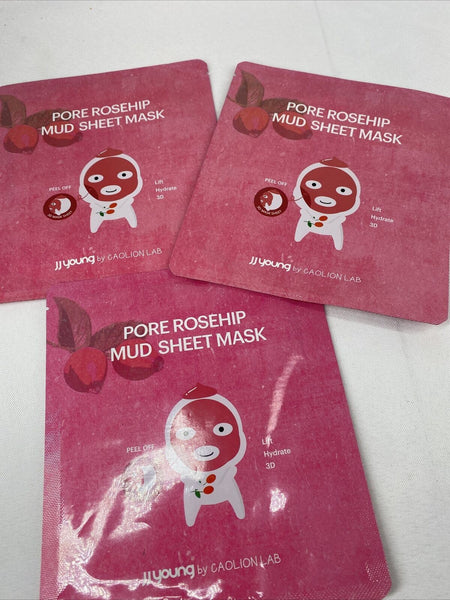 PORE ROSEHIP
MUD SHEET MASK
PEEL OFF
Lift
Hydrate
3D
JJ young by CAOLION LAB
PORE ROSEHIP
MUD SHEET MASK
PEEL OFF
Lift
Hydrate
3D
JJ young by CAOLION LAB
PORE ROSEHIP
MUD SHEET MASK
PEEL OFF
Lift
Hydrate
3D
JJ young by CAOLION LAB